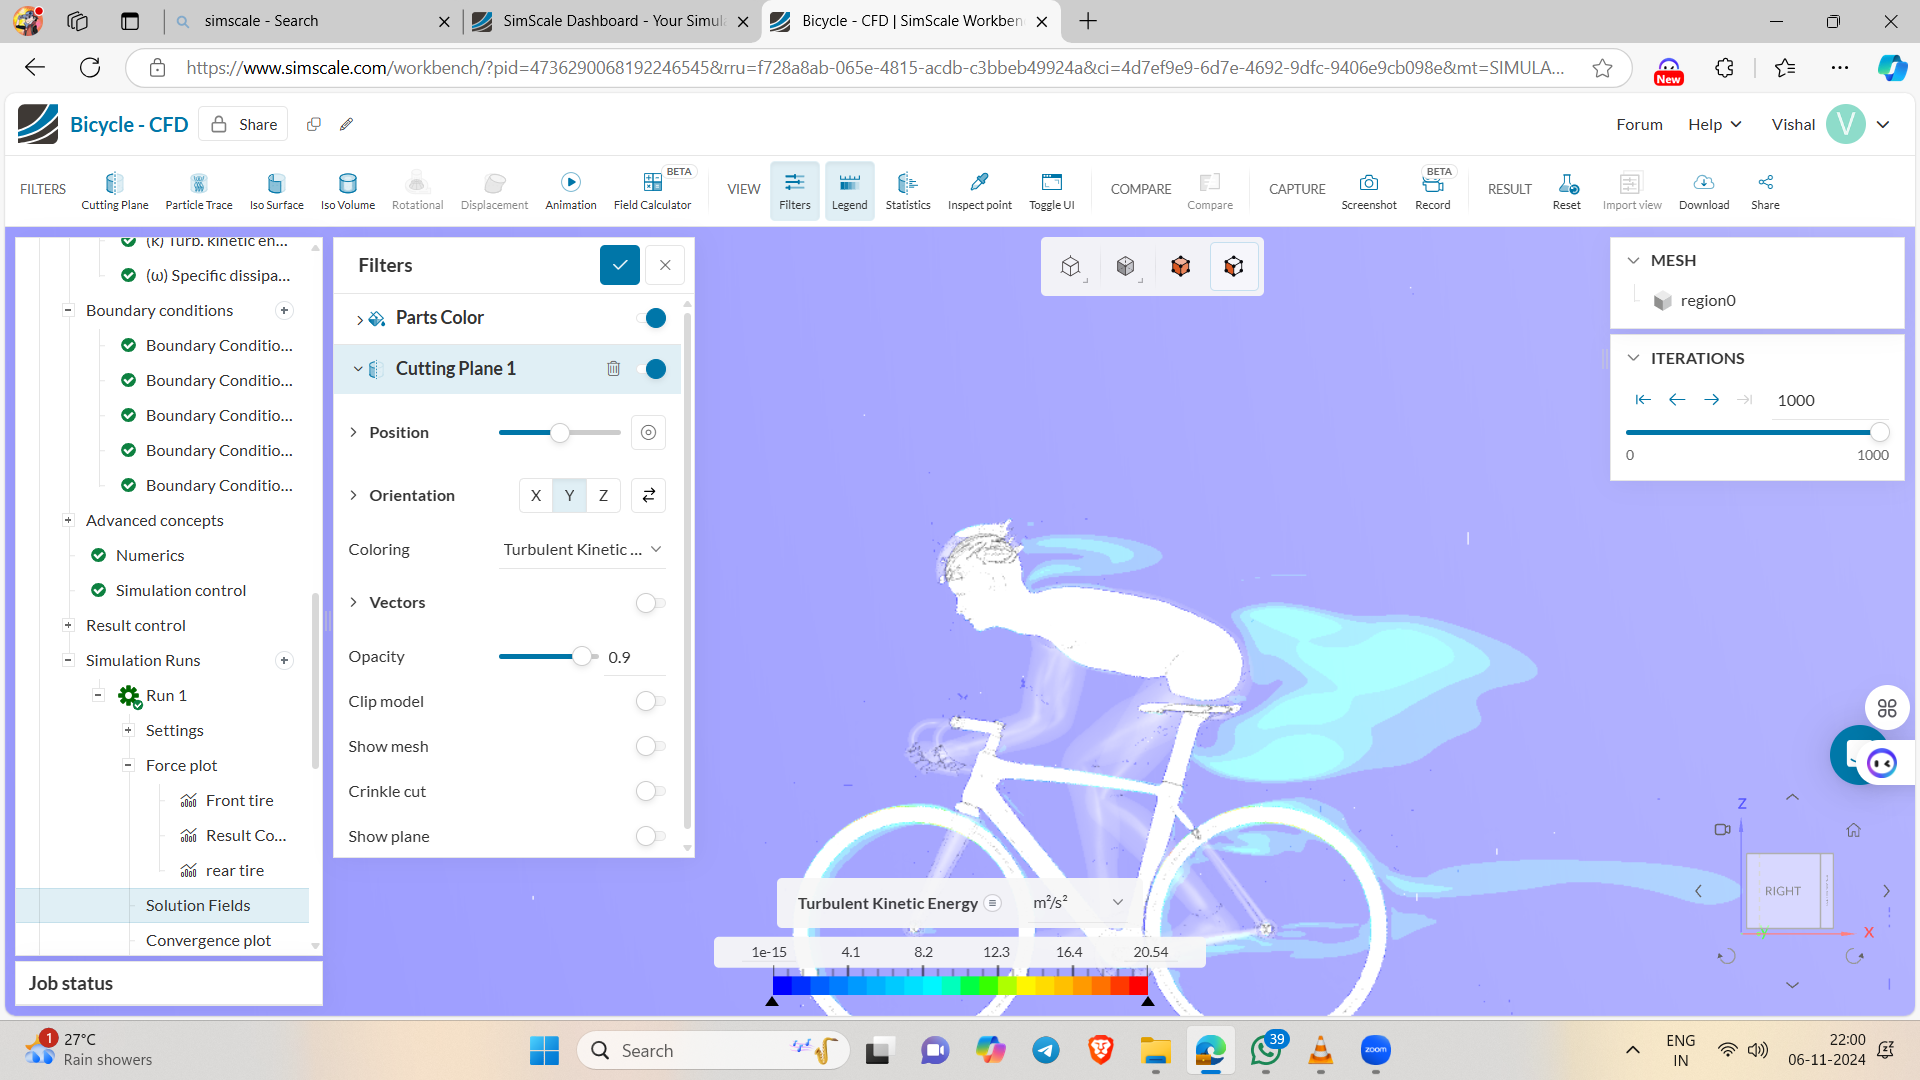 simscale - Search
SimScale Dashboard - Your Simula
Bicycle - CFD | SimScale Workben
https://www.simscale.com/workbench/?pid=4736290068192246545&rru=f728a8ab-065e-4815-acdb-c3bbeb49924a&ci=4d7ef9e9-6d7e-4692-9dfc-9406e9cb098e&mt=SIMULA...
New
Bicycle - CFD
Share
Forum
Help
Vishal
V
FILTERS
Cutting Plane
Particle Trace
Iso Surface
Iso Volume
Rotational
Displacement
Animation
BETA
Field Calculator
VIEW
Filters
Legend
Statistics
Inspect point
Toggle UI
COMPARE
Compare
CAPTURE
Screenshot
BETA
Record
RESULT
Reset
Import view
Download
Share
(k) Turb. kinetic en...
(ω) Specific dissipa...
Boundary conditions
Boundary Conditio...
Boundary Conditio...
Boundary Conditio...
Boundary Conditio...
Boundary Conditio...
Advanced concepts
Numerics
Simulation control
Result control
Simulation Runs
Run 1
Settings
Force plot
Front tire
Result Co...
rear tire
Solution Fields
Convergence plot
Job status
Filters
Parts Color
Cutting Plane 1
Position
Orientation
X Y Z
Coloring
Turbulent Kinetic ...
Vectors
Opacity
0.9
Clip model
Show mesh
Crinkle cut
Show plane
MESH
region0
ITERATIONS
1000
0 1000
Turbulent Kinetic Energy
m²/s²
1e-15 4.1 8.2 12.3 16.4 20.54
Z
RIGHT
X
1
27°C
Rain showers
Search
39
zoom
ENG
IN
22:00
06-11-2024